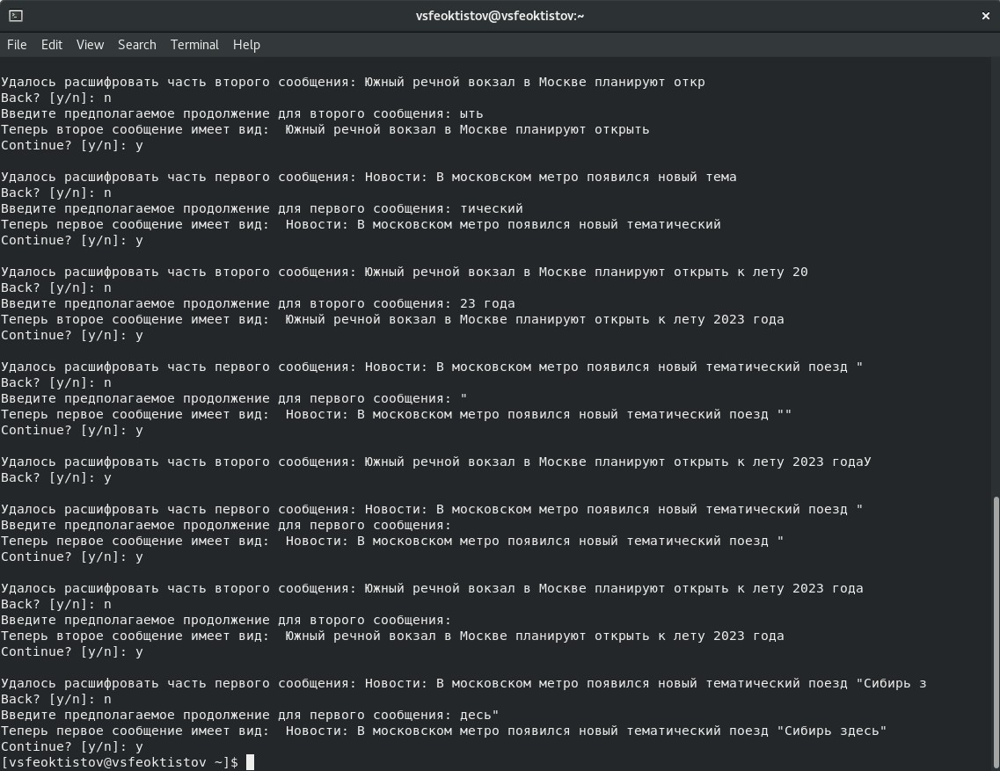 vsfeoktistov@vsfeoktistov:~
File Edit View Search Terminal Help
Удалось расшифровать часть второго сообщения: Южный речной вокзал в Москве планируют откр
Back? [y/n]: n
Введите предполагаемое продолжение для второго сообщения: ыть
Теперь второе сообщение имеет вид:  Южный речной вокзал в Москве планируют открыть
Continue? [y/n]: y
Удалось расшифровать часть первого сообщения: Новости: В московском метро появился новый тема
Back? [y/n]: n
Введите предполагаемое продолжение для первого сообщения: тический
Теперь первое сообщение имеет вид:  Новости: В московском метро появился новый тематический
Continue? [y/n]: y
Удалось расшифровать часть второго сообщения: Южный речной вокзал в Москве планируют открыть к лету 20
Back? [y/n]: n
Введите предполагаемое продолжение для второго сообщения: 23 года
Теперь второе сообщение имеет вид:  Южный речной вокзал в Москве планируют открыть к лету 2023 года
Continue? [y/n]: y
Удалось расшифровать часть первого сообщения: Новости: В московском метро появился новый тематический поезд "
Back? [y/n]: n
Введите предполагаемое продолжение для первого сообщения: "
Теперь первое сообщение имеет вид:  Новости: В московском метро появился новый тематический поезд ""
Continue? [y/n]: y
Удалось расшифровать часть второго сообщения: Южный речной вокзал в Москве планируют открыть к лету 2023 годаУ
Back? [y/n]: y
Удалось расшифровать часть первого сообщения: Новости: В московском метро появился новый тематический поезд "
Введите предполагаемое продолжение для первого сообщения:
Теперь первое сообщение имеет вид:  Новости: В московском метро появился новый тематический поезд "
Continue? [y/n]: y
Удалось расшифровать часть второго сообщения: Южный речной вокзал в Москве планируют открыть к лету 2023 года
Back? [y/n]: n
Введите предполагаемое продолжение для второго сообщения:
Теперь второе сообщение имеет вид:  Южный речной вокзал в Москве планируют открыть к лету 2023 года
Continue? [y/n]: y
Удалось расшифровать часть первого сообщения: Новости: В московском метро появился новый тематический поезд "Сибирь з
Back? [y/n]: n
Введите предполагаемое продолжение для первого сообщения: десь"
Теперь первое сообщение имеет вид:  Новости: В московском метро появился новый тематический поезд "Сибирь здесь"
Continue? [y/n]: y
[vsfeoktistov@vsfeoktistov ~]$